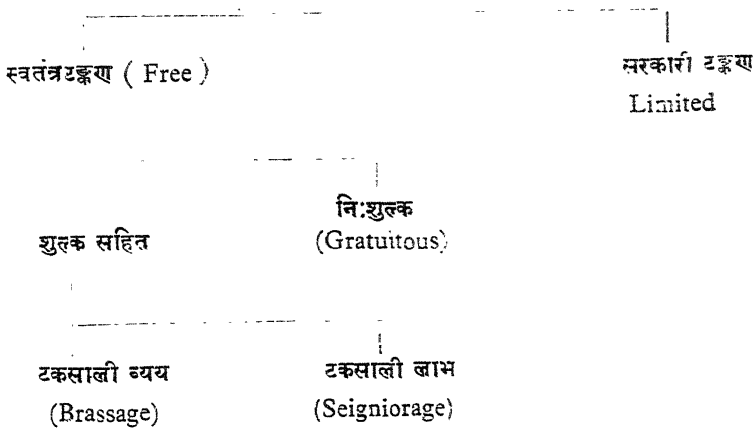 स्वतंत्रटङ्कण ( Free )
सरकारी टङ्कण
Limited
निःशुल्क
शुल्क सहित
(Gratuitous)
टकसाली व्यय
टकसाली लाभ
(Brassage)
(Seigniorage)